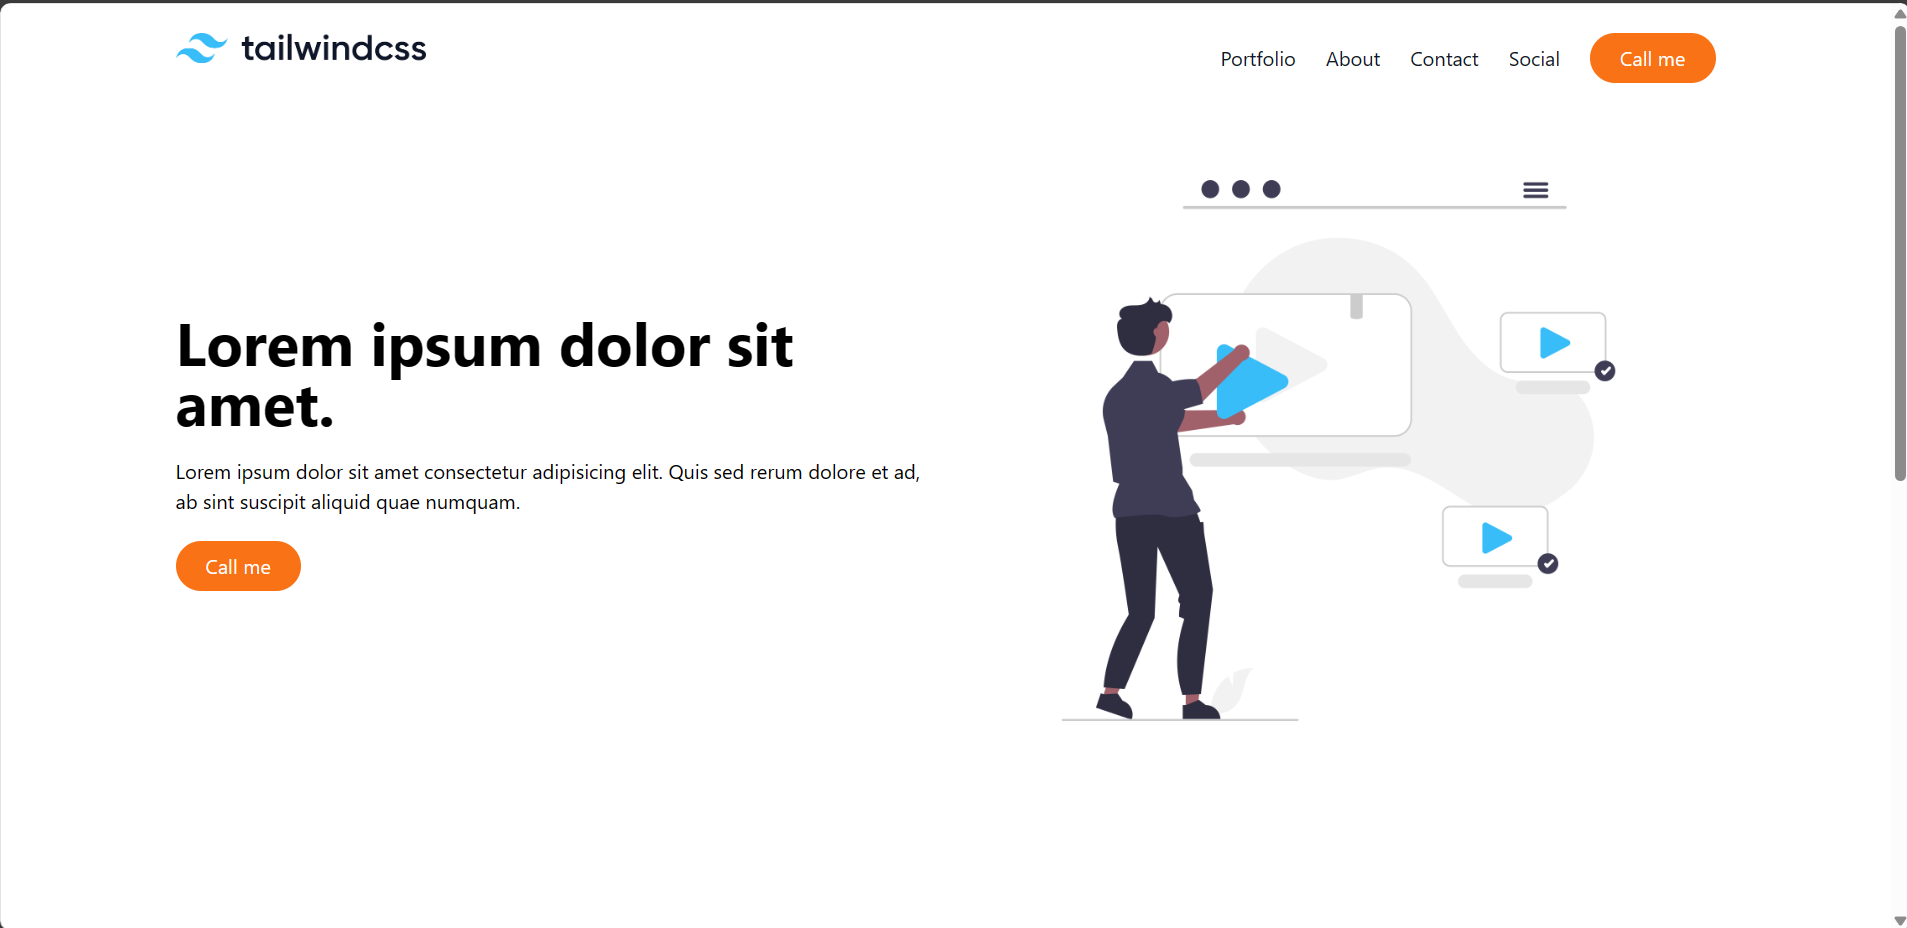 tailwindcss
Portfolio About Contact Social Call me
Lorem ipsum dolor sit
amet.
Lorem ipsum dolor sit amet consectetur adipisicing elit. Quis sed rerum dolore et ad,
ab sint suscipit aliquid quae numquam.
Call me